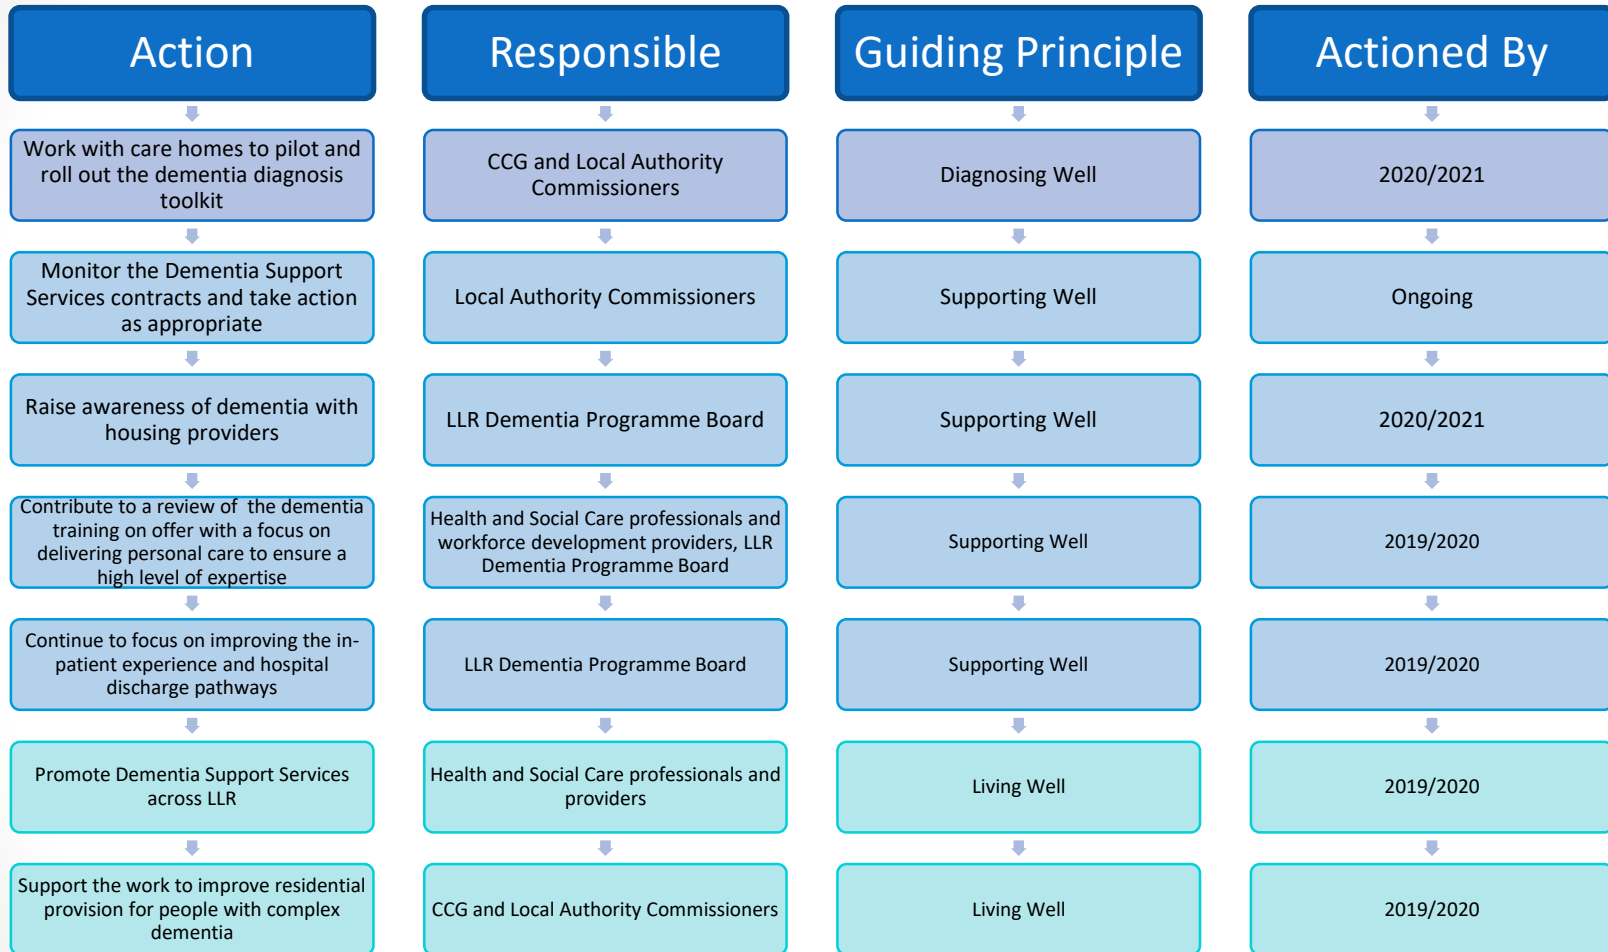 Action
Responsible
Guiding Principle
Actioned By
Work with care homes to pilot and
roll out the dementia diagnosis
toolkit
CCG and Local Authority
Commissioners
Diagnosing Well
2020/2021
Monitor the Dementia Support
Services contracts and take action
as appropriate
Local Authority Commissioners
Supporting Well
Ongoing
Raise awareness of dementia with
housing providers
LLR Dementia Programme Board
Supporting Well
2020/2021
Contribute to a review of the dementia
training on offer with a focus on
delivering personal care to ensure a
high level of expertise
Health and Social Care professionals and
workforce development providers, LLR
Dementia Programme Board
Supporting Well
2019/2020
Continue to focus on improving the in-
patient experience and hospital
discharge pathways
LLR Dementia Programme Board
Supporting Well
2019/2020
Promote Dementia Support Services
across LLR
Health and Social Care professionals and
providers
Living Well
2019/2020
Support the work to improve residential
provision for people with complex
dementia
CCG and Local Authority Commissioners
Living Well
2019/2020